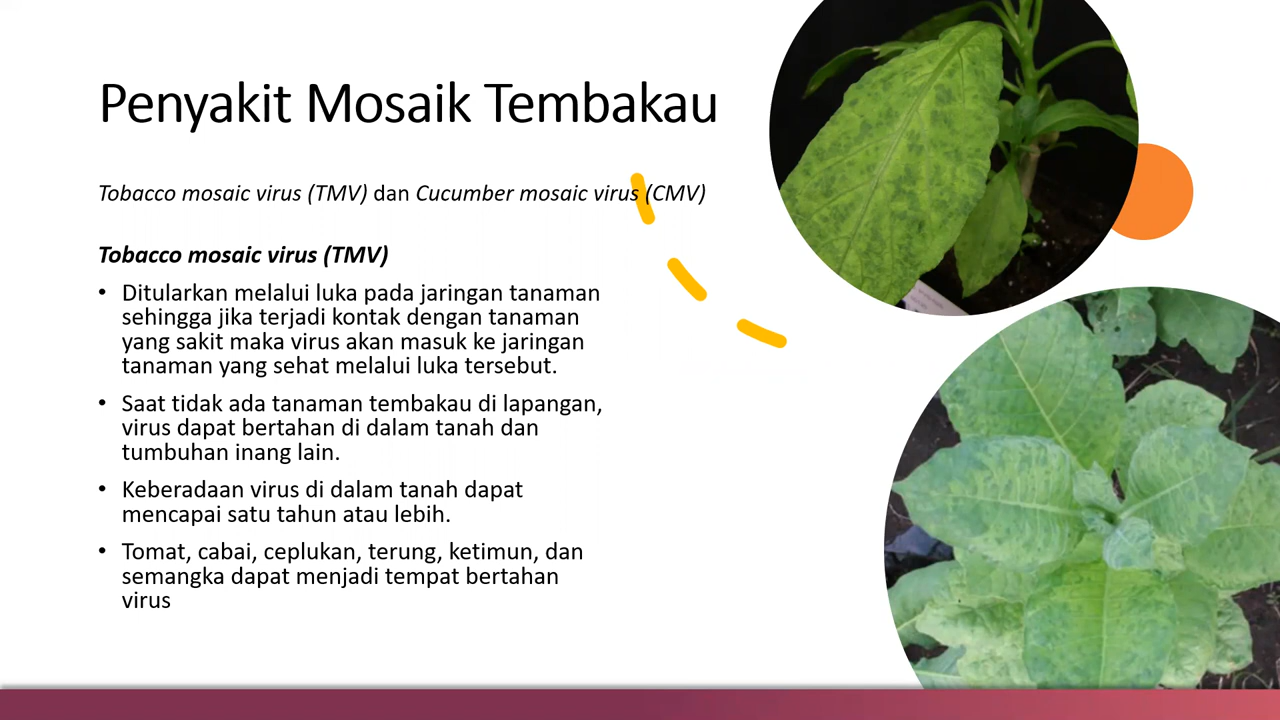 Penyakit Mosaik Tembakau
Tobacco mosaic virus (TMV) dan Cucumber mosaic virus (CMV)
Tobacco mosaic virus (TMV)
• Ditularkan melalui luka pada jaringan tanaman
sehingga jika terjadi kontak dengan tanaman
yang sakit maka virus akan masuk ke jaringan
tanaman yang sehat melalui luka tersebut.
• Saat tidak ada tanaman tembakau di lapangan,
virus dapat bertahan di dalam tanah dan
tumbuhan inang lain.
• Keberadaan virus di dalam tanah dapat
mencapai satu tahun atau lebih.
• Tomat, cabai, ceplukan, terung, ketimun, dan
semangka dapat menjadi tempat bertahan
virus